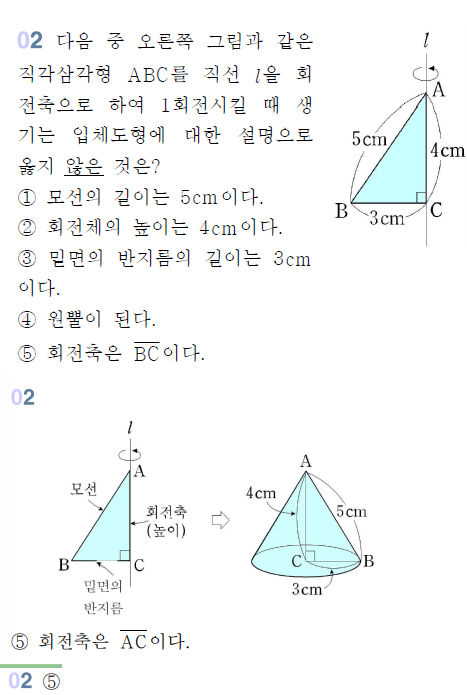 02 다음 중 오른쪽 그림과 같은
직각삼각형 ABC를 직선 l을 회
전축으로 하여 1회전시킬 때 생
기는 입체도형에 대한 설명으로
옳지 않은 것은?
① 모선의 길이는 5cm이다.
② 회전체의 높이는 4cm이다.
③ 밑면의 반지름의 길이는 3cm
이다.
④ 원뿔이 된다.
⑤ 회전축은 B̅C̅이다.
l
A
5cm
4cm
B
3cm
C
02
l
A
모선
회전축
(높이)
B
C
밑면의
반지름
⇨
A
4cm
5cm
C
B
3cm
⑤ 회전축은 A̅C̅이다.
02 ⑤